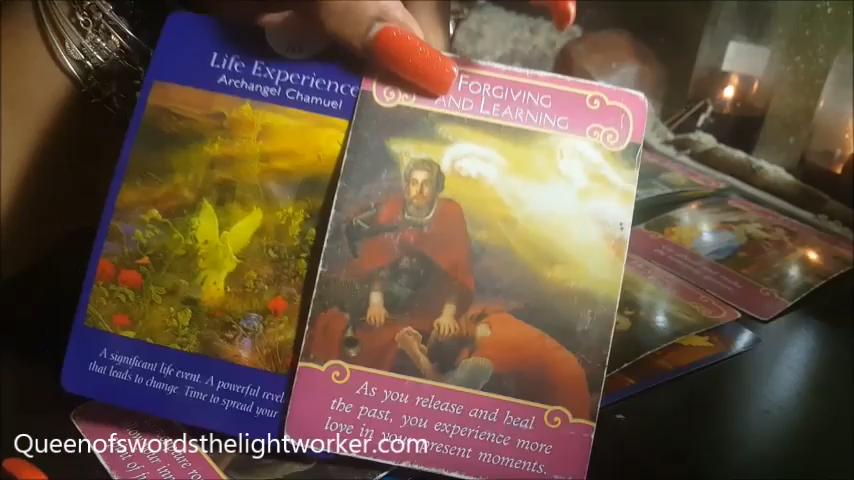 Life Experience
Archangel Chamuel
A significant life event. A powerful
that leads to change. Time to spread your
FORGIVING
AND LEARNING
As you release and heal
the past, you experience more
love in your present moments.
Queenofswordsthelightworker.com